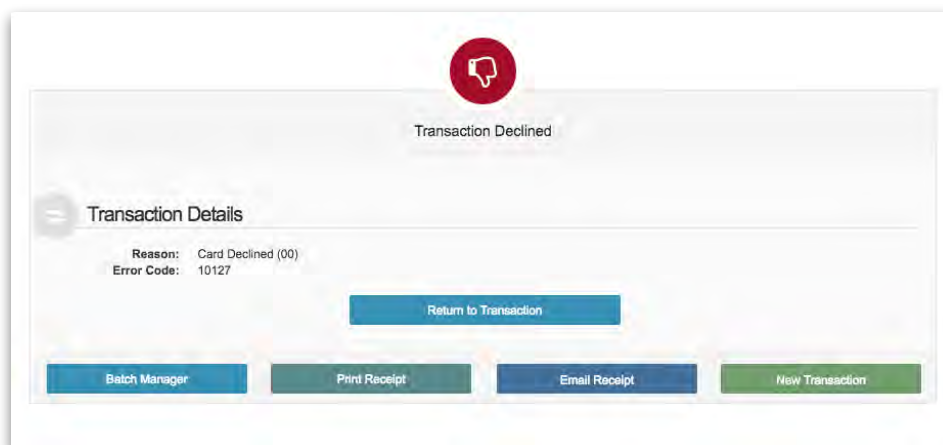 Transaction Declined
Transaction Details
Reason: Card Declined (00)
Error Code: 10127
Return to Transaction
Batch Manager Print Receipt Email Receipt New Transaction